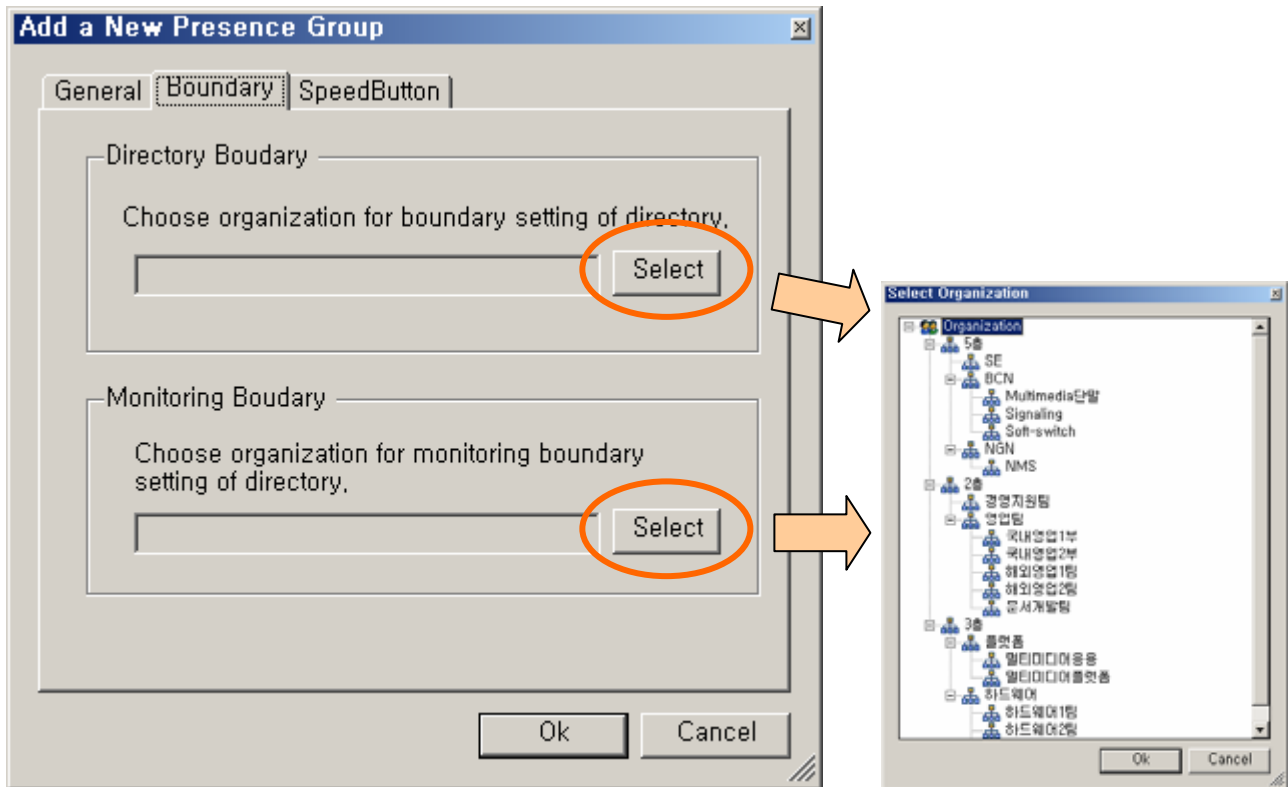 Add a New Presence Group
General
Boundary
SpeedButton
Directory Boudary
Choose organization for boundary setting of directory,
Select
Monitoring Boudary
Choose organization for monitoring boundary
setting of directory,
Select
Ok
Cancel
Select Organization
Organization
5층
SE
BCN
Multimedia단말
Signaling
Soft-switch
NGN
NMS
2층
경영지원팀
영업팀
국내영업1부
국내영업2부
해외영업1팀
해외영업2팀
문서개발팀
3층
플랫폼
멀티미디어응용
멀티미디어플랫폼
하드웨어
하드웨어1팀
하드웨어2팀
Ok
Cancel